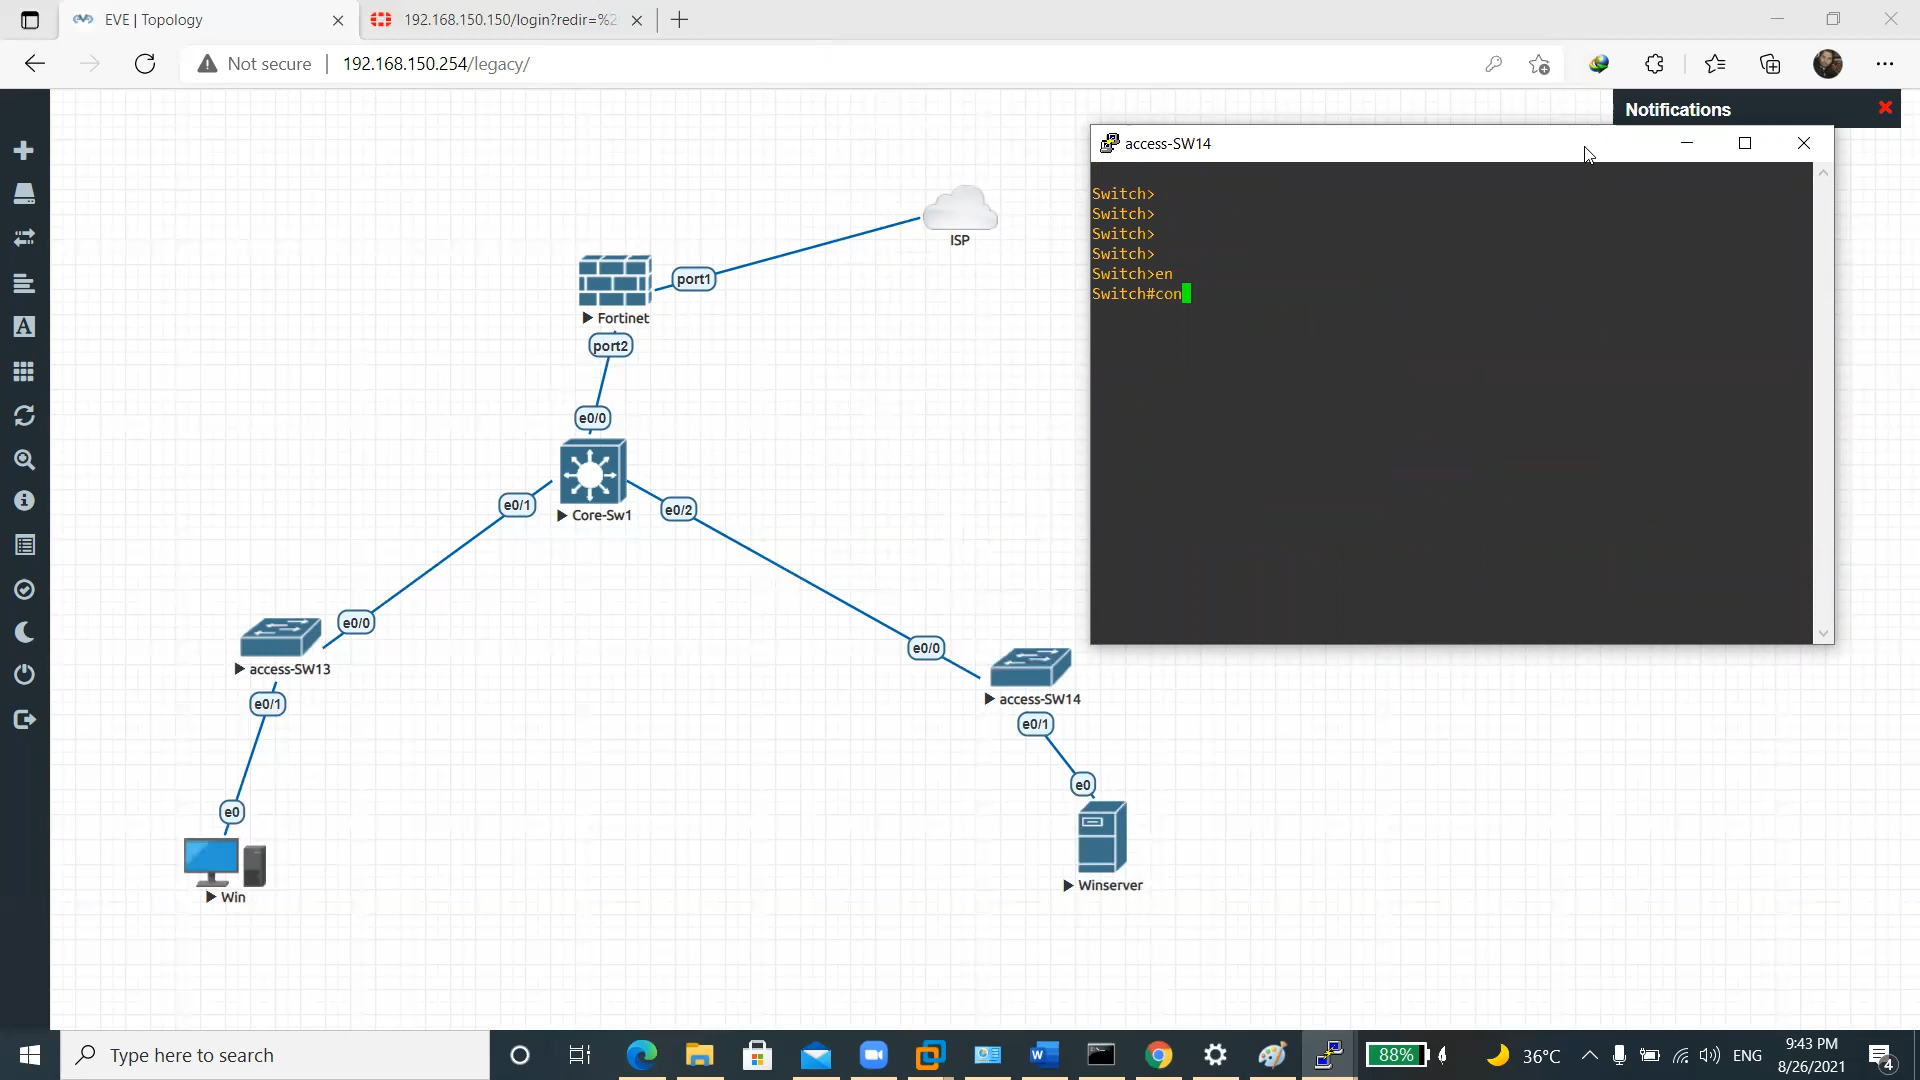 EVE | Topology
192.168.150.150/login?redir=%2
Not secure
192.168.150.254/legacy/
Notifications
access-SW14
Switch>
Switch>
Switch>
Switch>
Switch>en
Switch#con
ISP
port1
Fortinet
port2
e0/0
Core-Sw1
e0/1
e0/2
e0/0
access-SW13
e0/1
e0
Win
e0/0
access-SW14
e0/1
e0
Winserver
Type here to search
88%
36°C
ENG
9:43 PM
8/26/2021
4